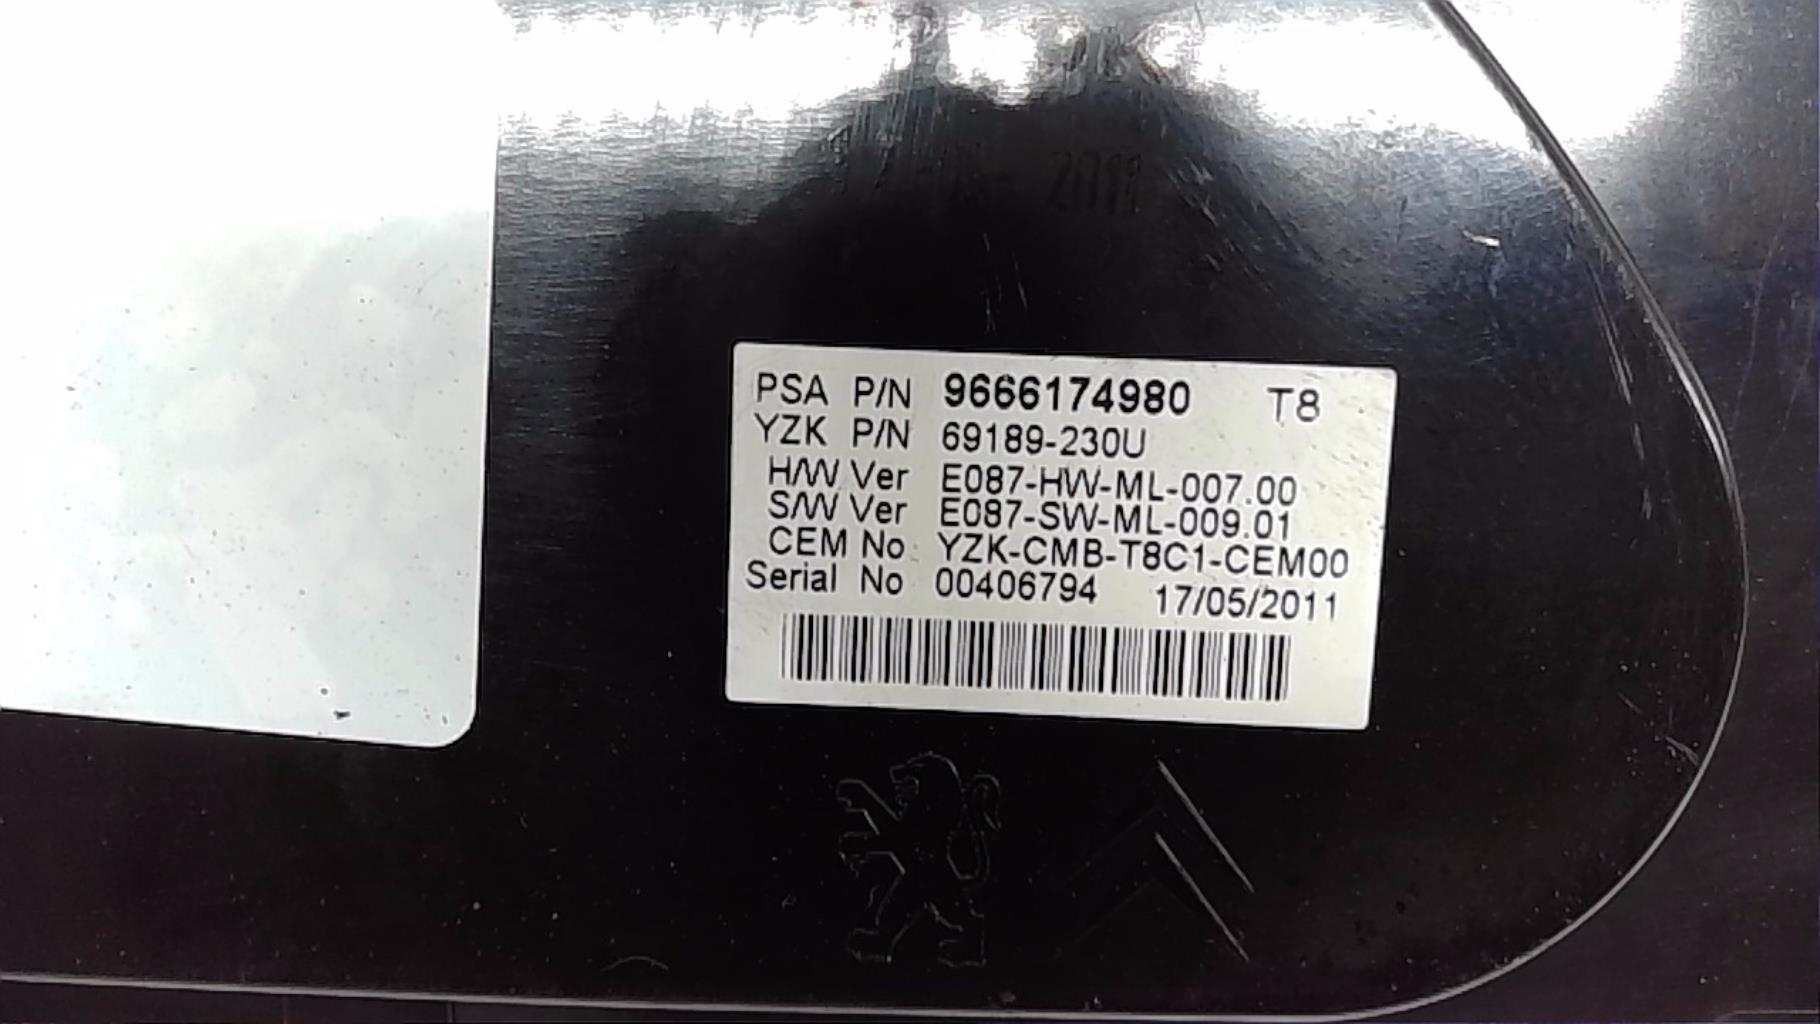 2011
PSA P/N 9666174980 T8
YZK P/N 69189-230U
H/W Ver E087-HW-ML-007.00
S/W Ver E087-SW-ML-009.01
CEM No YZK-CMB-T8C1-CEM00
Serial No 00406794 17/05/2011